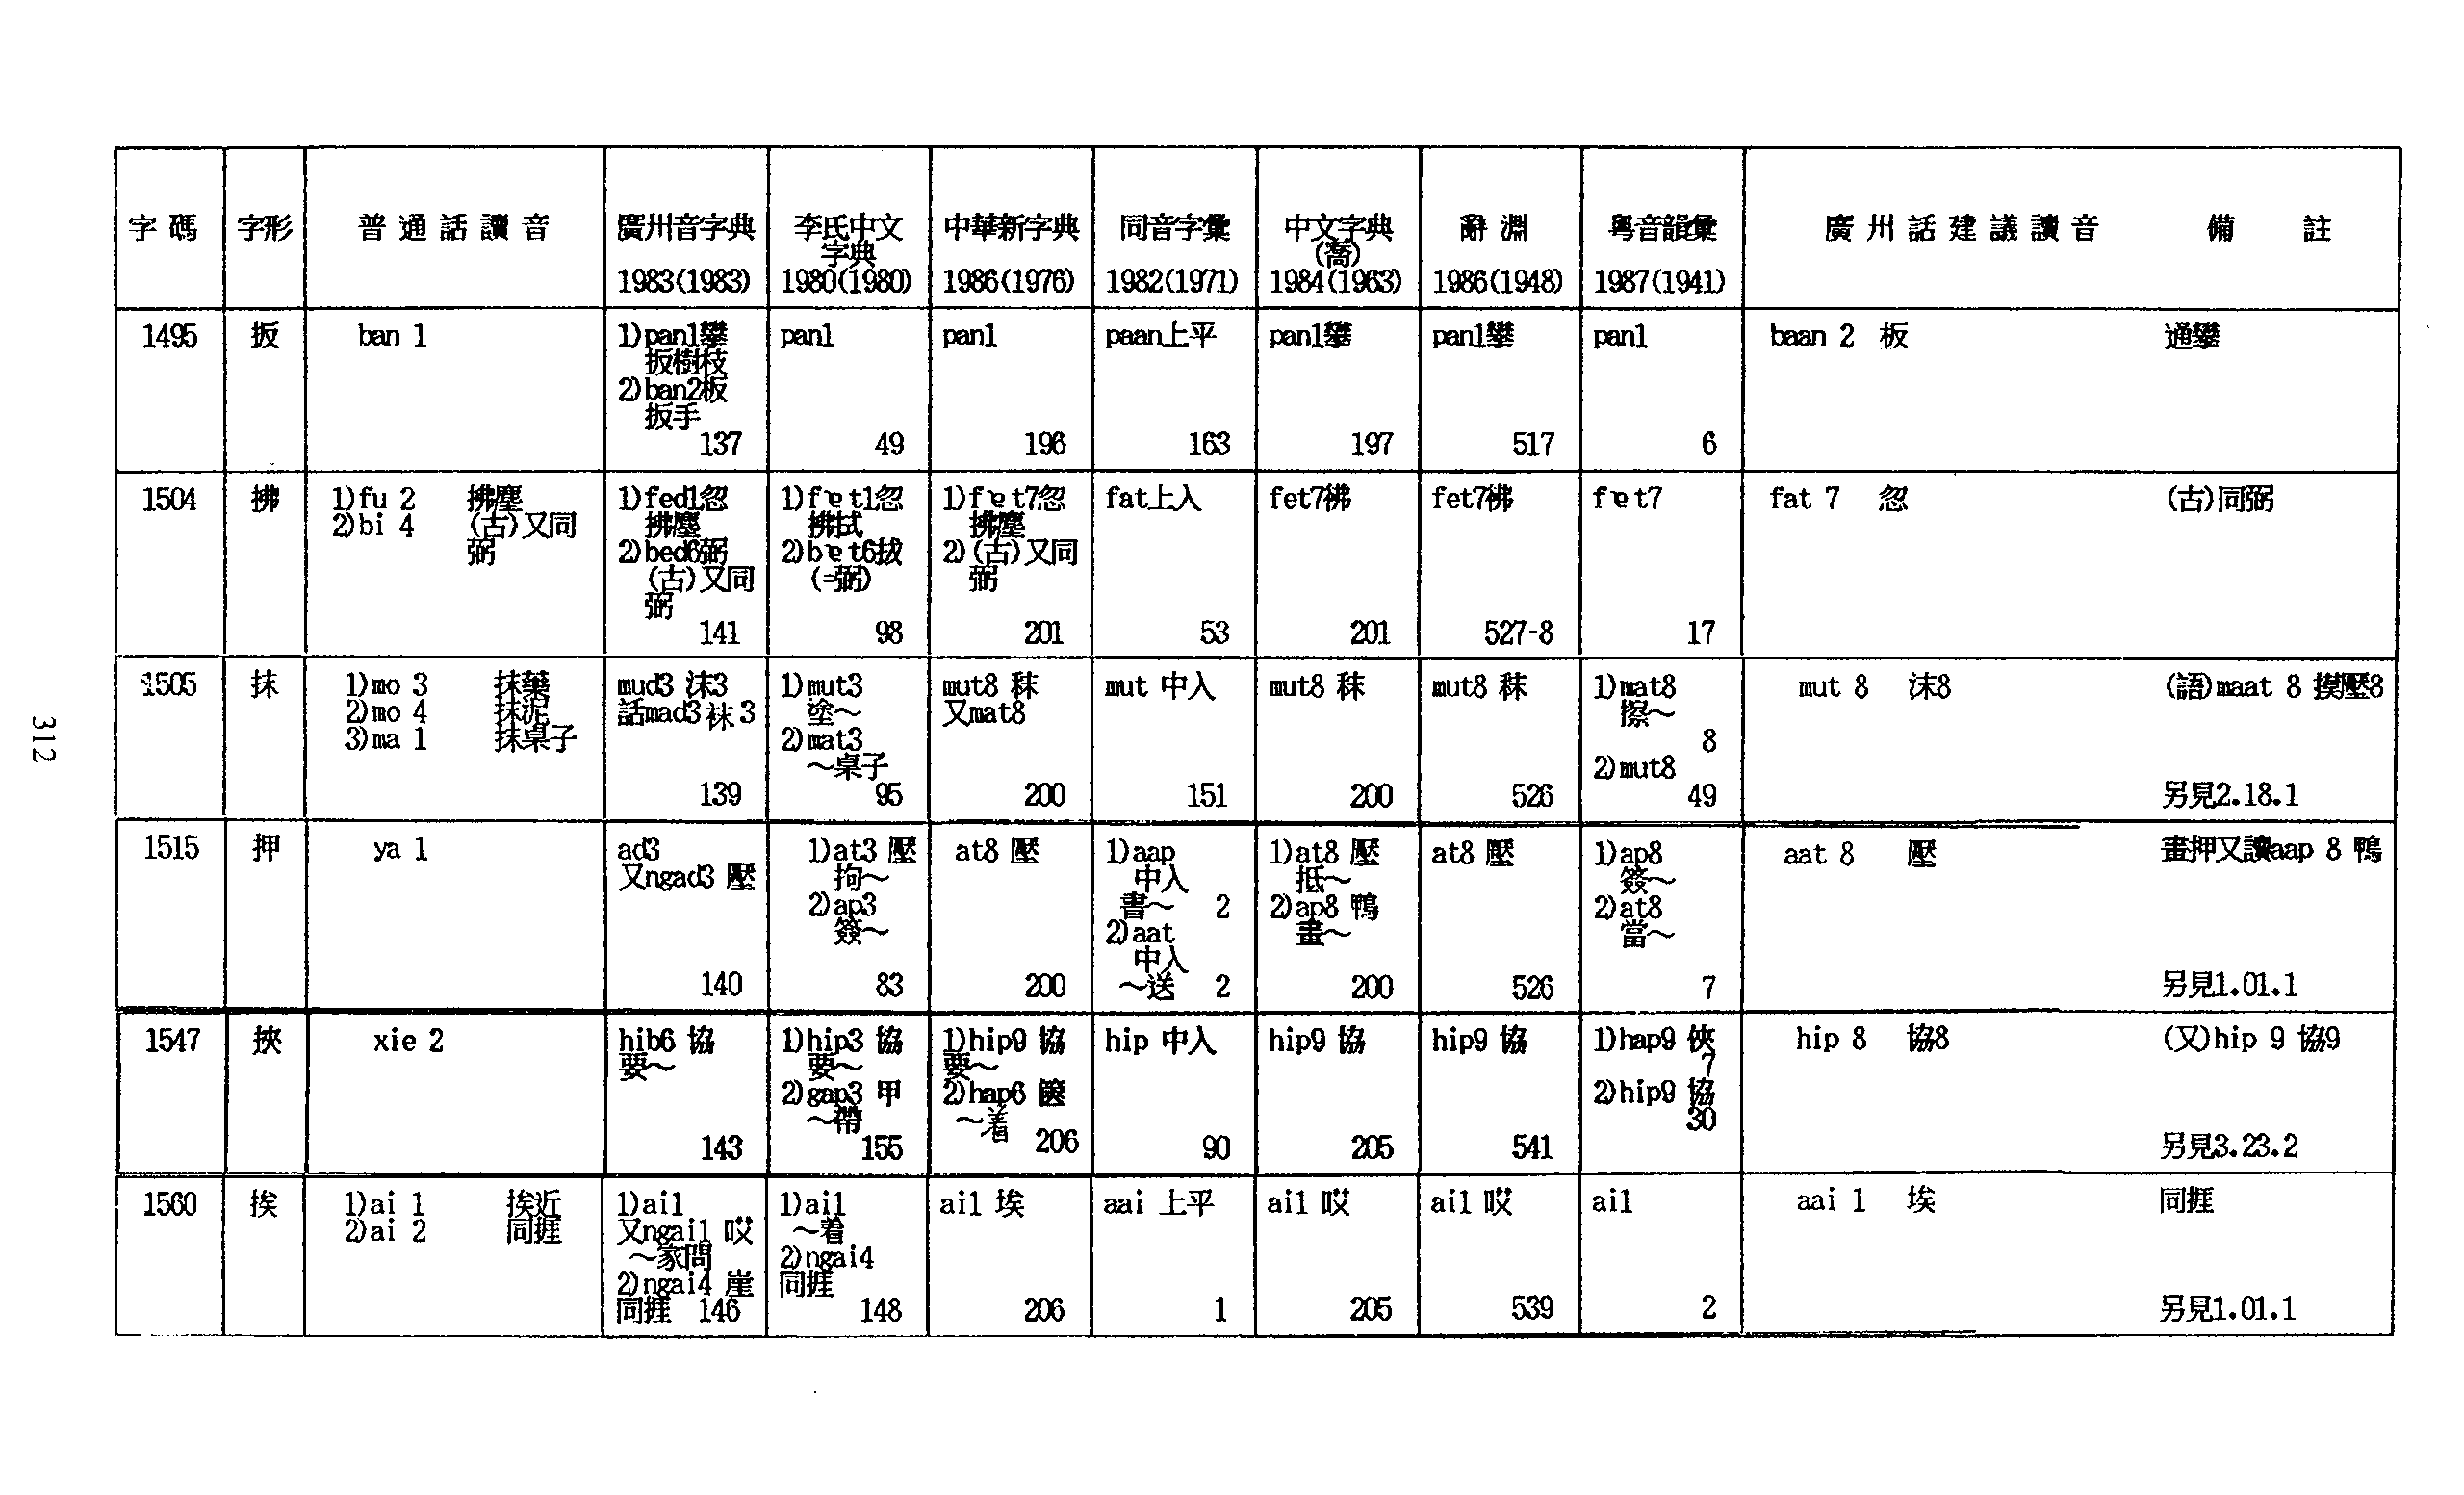 字碼 字形 普通話讀音 廣州音字典 李氏中文 中華新字典 同音字彙 中文字典 辭淵 粵音韻彙 廣州話建議讀音 備註
字典 (喬)
1983(1983) 1980(1980) 1986(1976) 1982(1971) 1984(1963) 1986(1948) 1987(1941)
1495 扳 ban 1 1)pan1攀 pan1 pan1 paan上平 pan1攀 pan1攀 pan1 baan 2 板 通攀
扳樹枝
2)ban2板
扳手
137 49 196 163 197 517 6
1504 拂 1)fu 2 拂塵 1)fed1忽 1)fɐt1忽 1)fɐt7忽 fat上入 fet7彿 fet7彿 fɐt7 fat 7 忽 (古)同弼
2)bi 4 (古)又同 拂塵 拂拭 拂塵
弼 2)bed6弼 2)bɐt6拔 2)(古)又同
(古)又同 (=弼) 弼
弼
141 98 201 53 201 527-8 17
1505 抹 1)mo 3 抹藥 mud3 沫3 1)mut3 mut8 秣 mut 中入 mut8 秣 mut8 秣 1)mat8 mut 8 沫8 (語)maat 8 摸壓8
2)mo 4 抹泥 話mad3 袜3 塗～ 又mat8 擦～
3)ma 1 抹桌子 2)mat3 8
～桌子 2)mut8
139 95 200 151 200 526 49 另見2.18.1
1515 押 ya 1 ad3 1)at3 壓 at8 壓 1)aap 1)at8 壓 at8 壓 1)ap8 aat 8 壓 畫押又讀aap 8 鴨
又ngad3 壓 拘～ 中入 抵～ 簽～
2)ap3 書～ 2 2)ap8 鴨 2)at8
簽～ 2)aat 畫～ 當～
中入
140 83 200 ～送 2 200 526 7 另見1.01.1
1547 挾 xie 2 hib6 協 1)hip3 協 1)hip9 協 hip 中入 hip9 協 hip9 協 1)hap9 俠 hip 8 協8 (又)hip 9 協9
要～ 要～ 要～ 7
2)gap3 甲 2)hap6 篋 2)hip9 協
～帶 ～着 30
143 155 206 90 205 541 另見3.23.2
1560 挨 1)ai 1 挨近 1)ai1 1)ai1 ai1 埃 aai 上平 ai1 哎 ai1 哎 ai1 aai 1 埃 同捱
2)ai 2 同捱 又ngai1 哎 ～着
～家問 2)ngai4
2)ngai4 崖 同捱
同捱 146 148 206 1 205 539 2 另見1.01.1
312